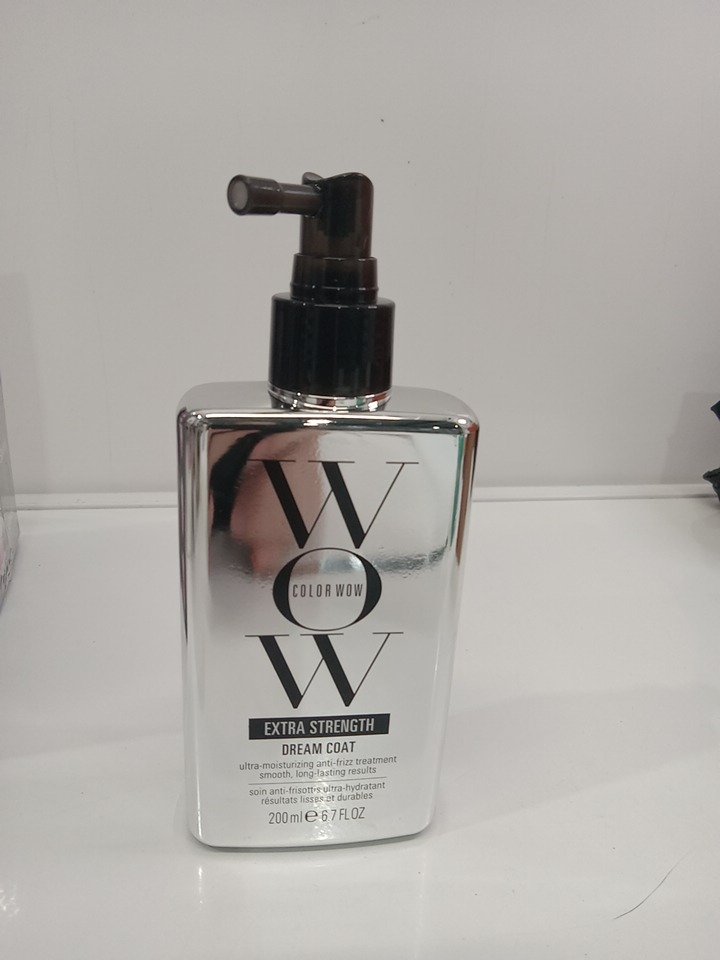 W
O
COLOR WOW
W
EXTRA STRENGTH
DREAM COAT
ultra-moisturizing anti-frizz treatment
smooth, long-lasting results
soin anti-frisottis ultra-hydratant
résultats lisses et durables
200 ml e 6.7 FL OZ